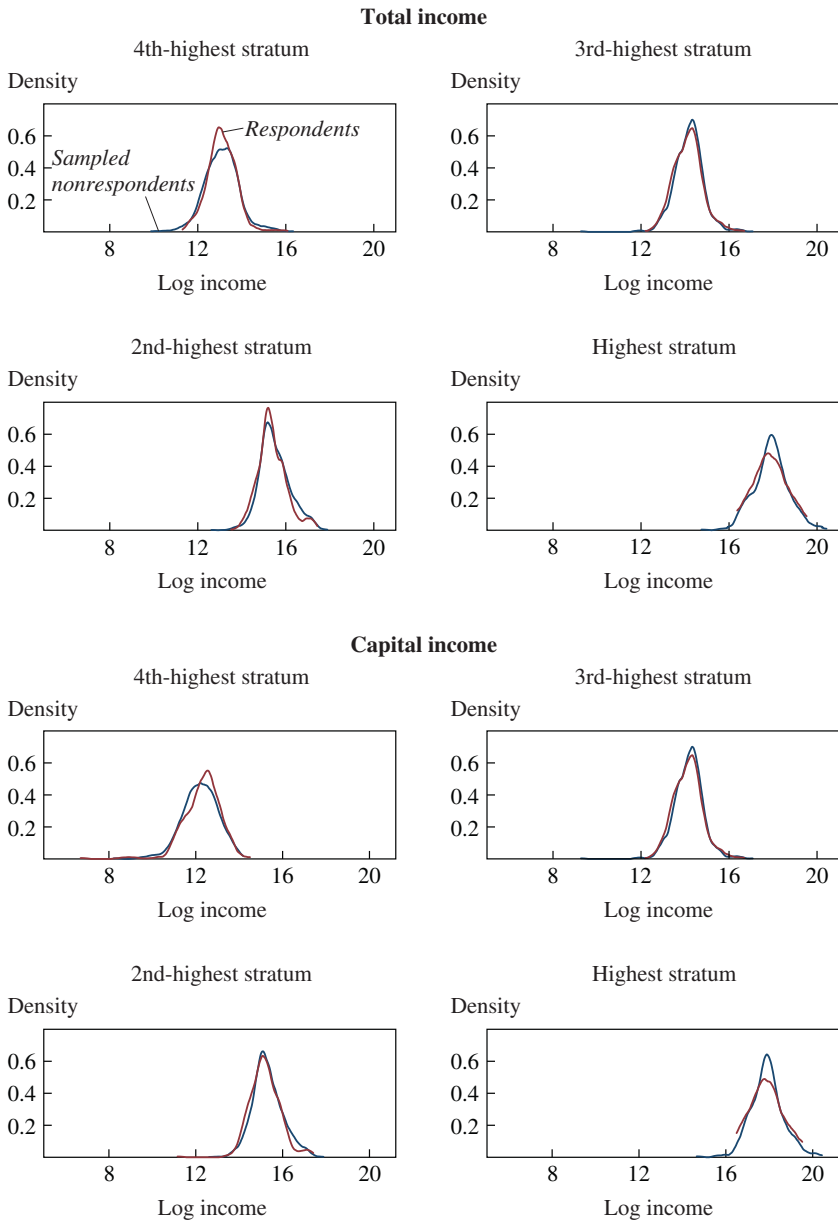 Total income
4th-highest stratum
Density
0.6
0.4
0.2
Respondents
Sampled
nonrespondents
8 12 16 20
Log income
3rd-highest stratum
Density
0.6
0.4
0.2
8 12 16 20
Log income
2nd-highest stratum
Density
0.6
0.4
0.2
8 12 16 20
Log income
Highest stratum
Density
0.6
0.4
0.2
8 12 16 20
Log income
Capital income
4th-highest stratum
Density
0.6
0.4
0.2
8 12 16 20
Log income
3rd-highest stratum
Density
0.6
0.4
0.2
8 12 16 20
Log income
2nd-highest stratum
Density
0.6
0.4
0.2
8 12 16 20
Log income
Highest stratum
Density
0.6
0.4
0.2
8 12 16 20
Log income